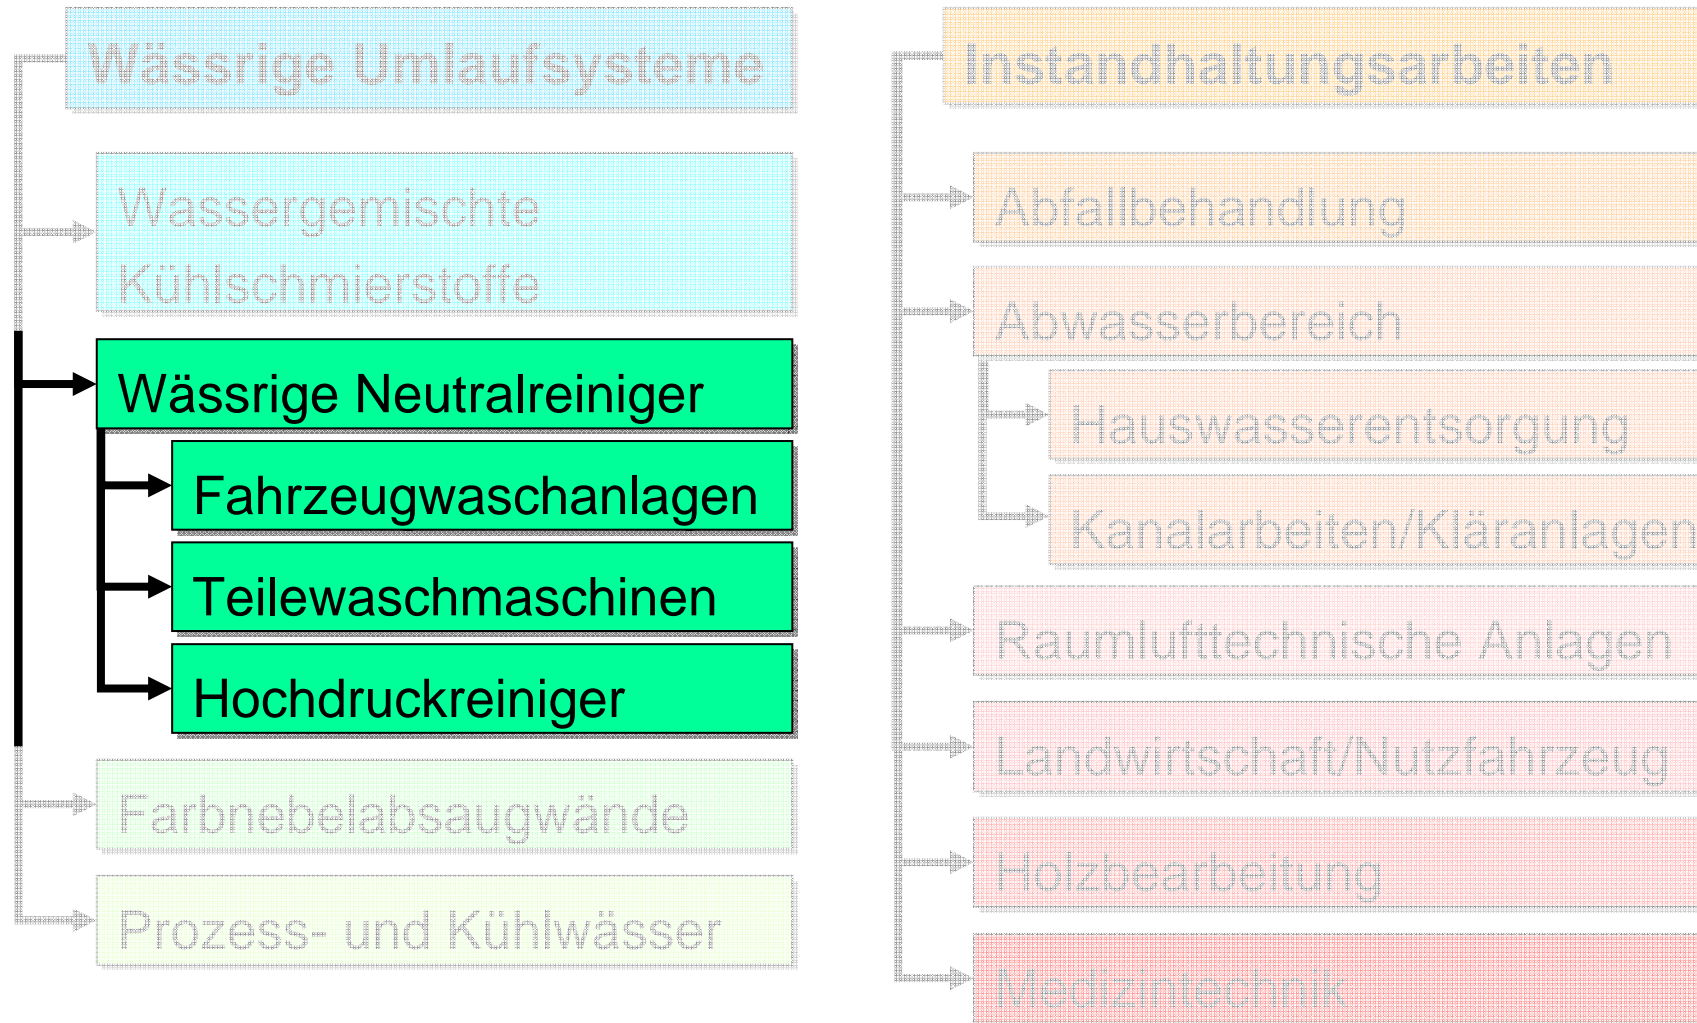 Wässrige Umlaufsysteme
Wassergemischte
Kühlschmierstoffe
Wässrige Neutralreiniger
Fahrzeugwaschanlagen
Teilewaschmaschinen
Hochdruckreiniger
Farbnebelabsaugwände
Prozess- und Kühlwässer
Instandhaltungsarbeiten
Abfallbehandlung
Abwasserbereich
Hauswasserentsorgung
Kanalarbeiten/Kläranlagen
Raumlufttechnische Anlagen
Landwirtschaft/Nutzfahrzeug
Holzbearbeitung
Medizintechnik